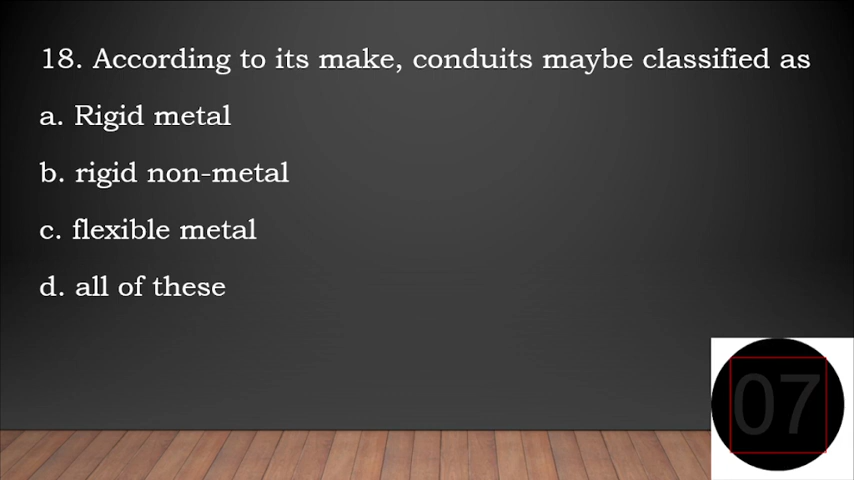 18. According to its make, conduits maybe classified as
a. Rigid metal
b. rigid non-metal
c. flexible metal
d. all of these
07